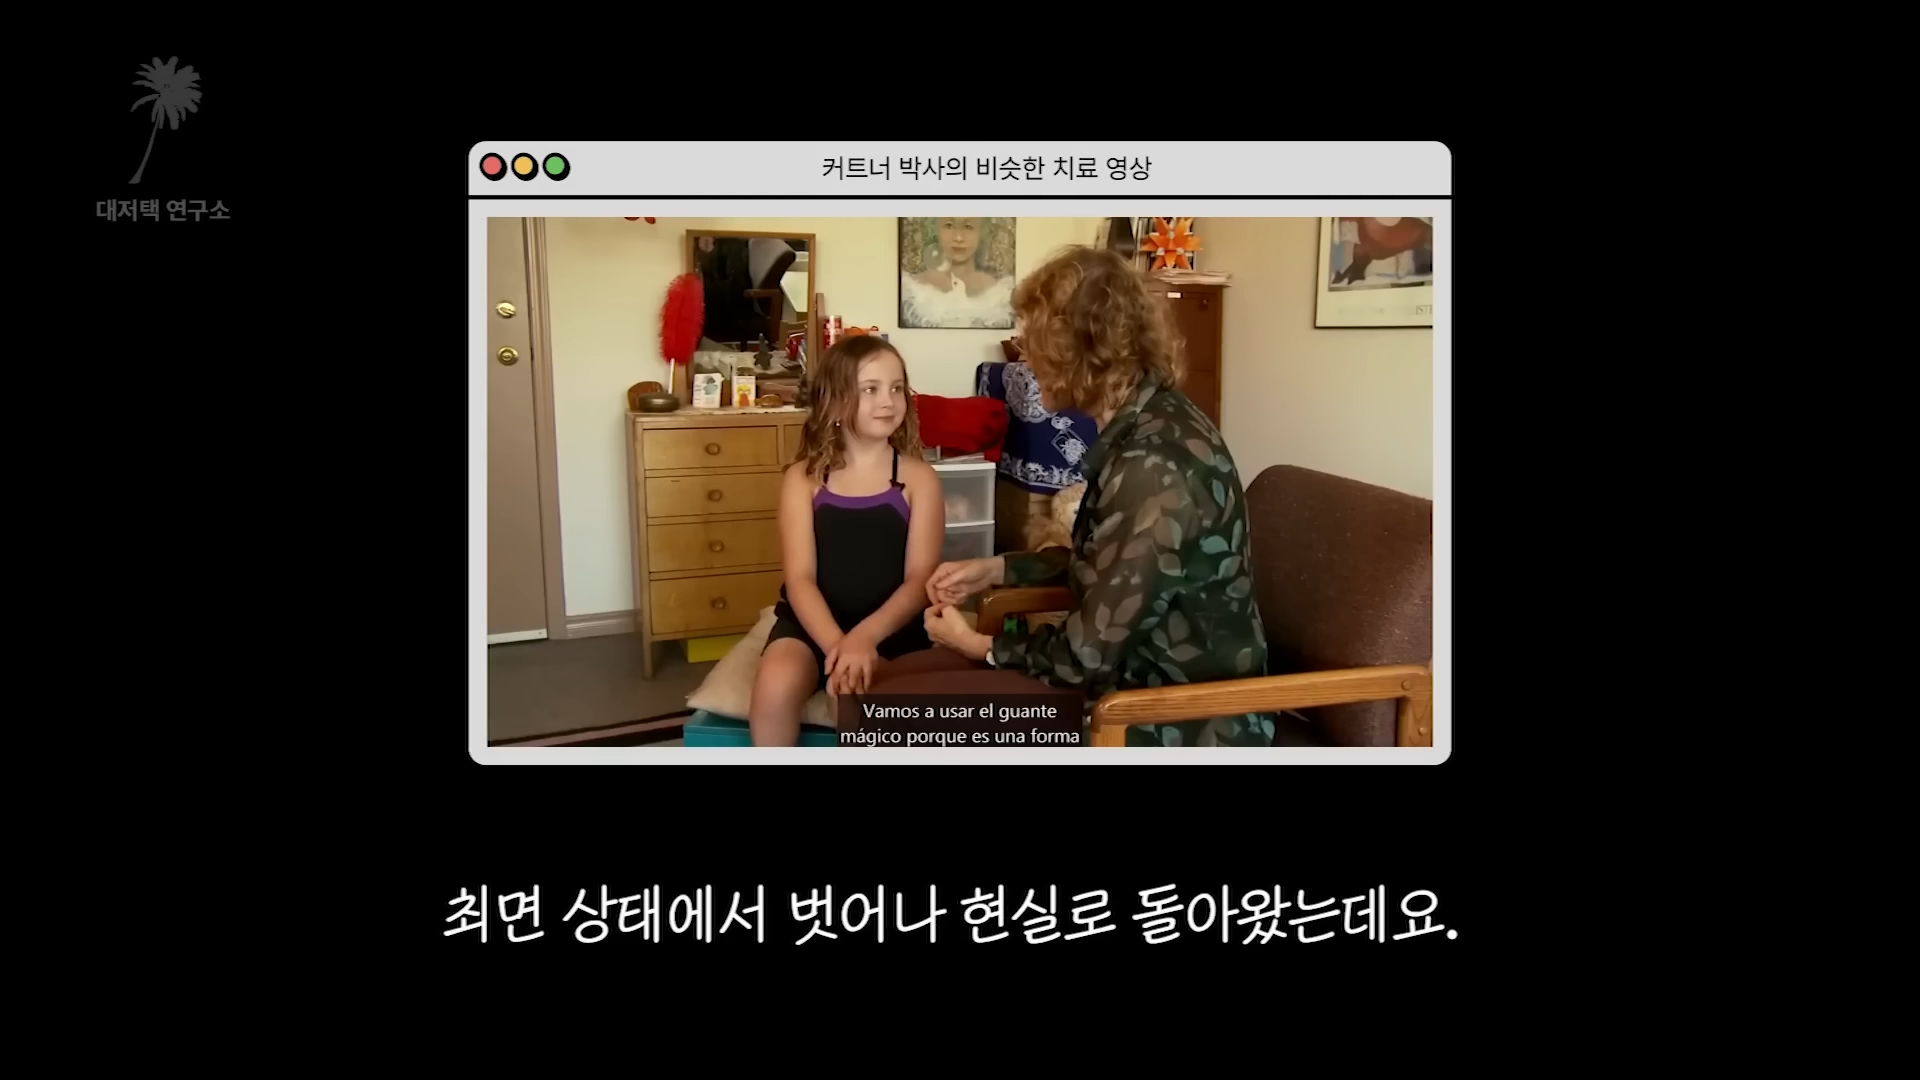 대저택 연구소
커트너 박사의 비슷한 치료 영상
Vamos a usar el guante
mágico porque es una forma
최면 상태에서 벗어나 현실로 돌아왔는데요.